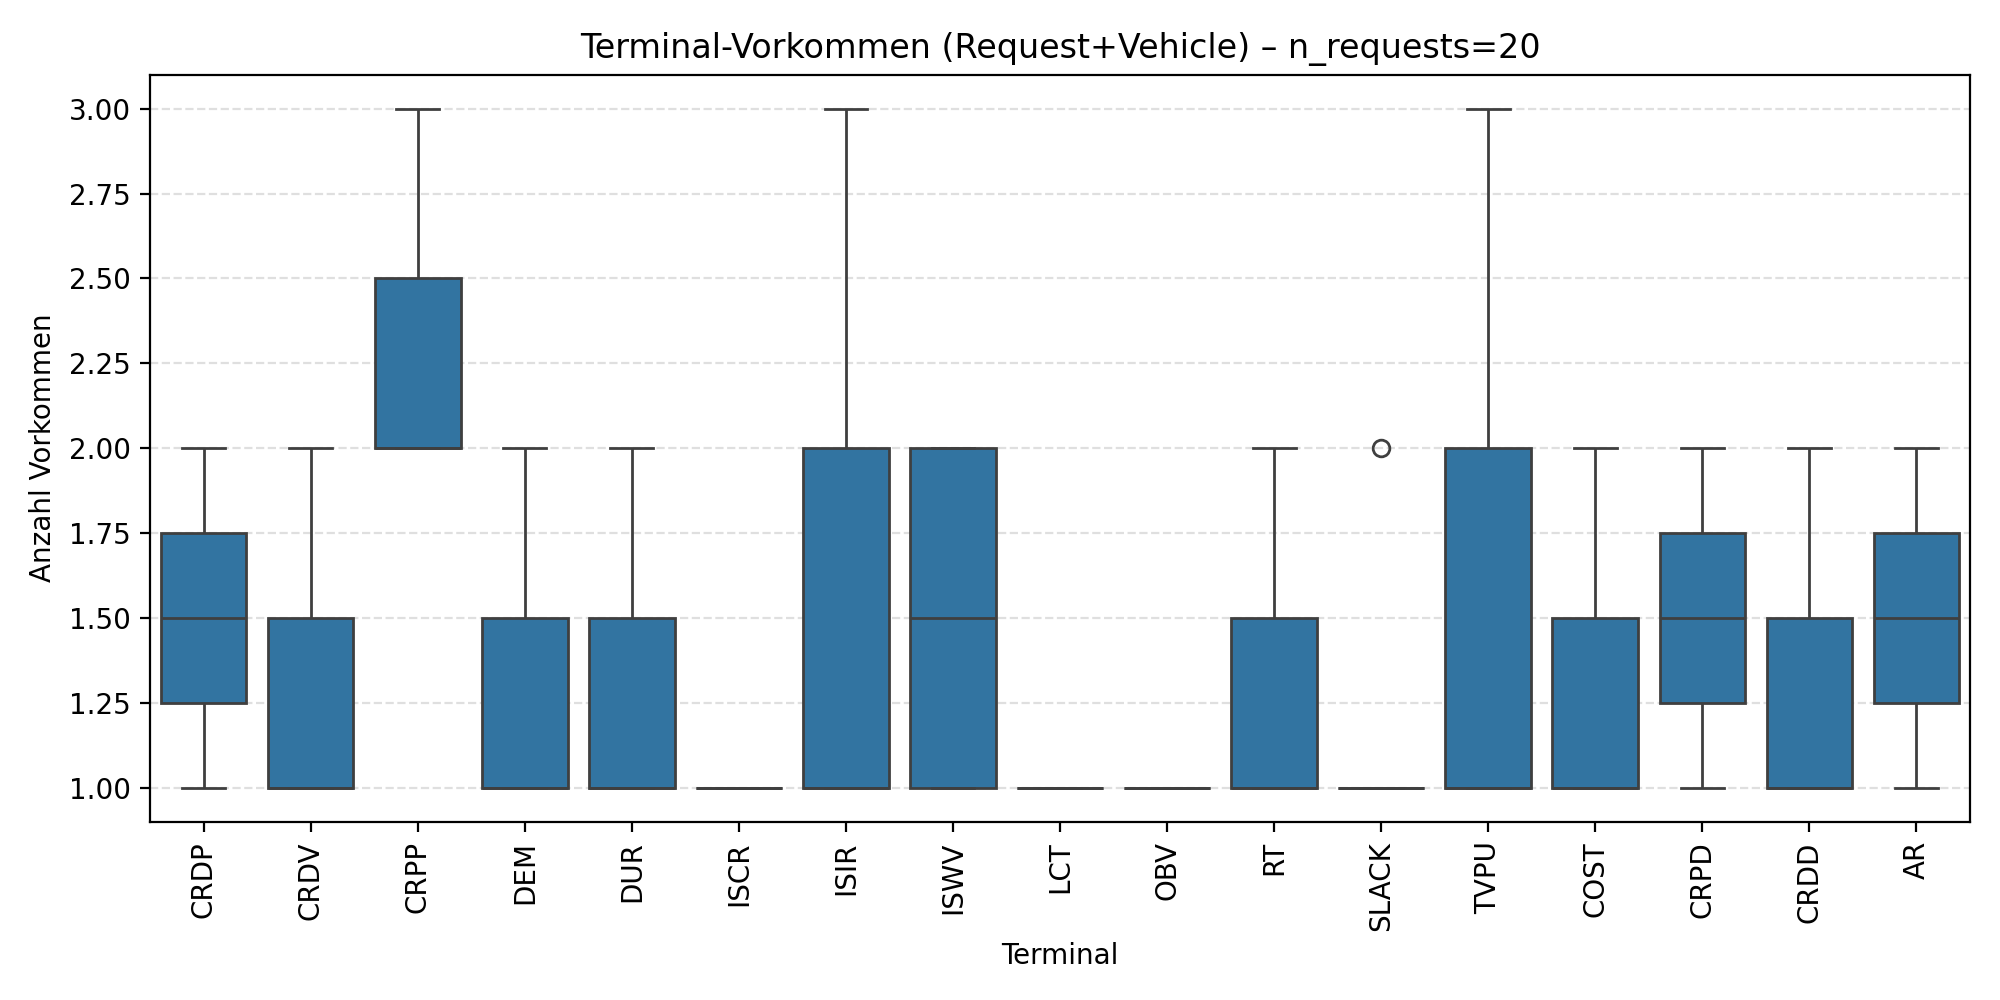 Terminal-Vorkommen (Request+Vehicle) – n_requests=20
Anzahl Vorkommen
3.00
2.75
2.50
2.25
2.00
1.75
1.50
1.25
1.00
CRDP
CRDV
CRPP
DEM
DUR
ISCR
ISIR
ISWV
LCT
OBV
RT
SLACK
TVPU
COST
CRPD
CRDD
AR
Terminal